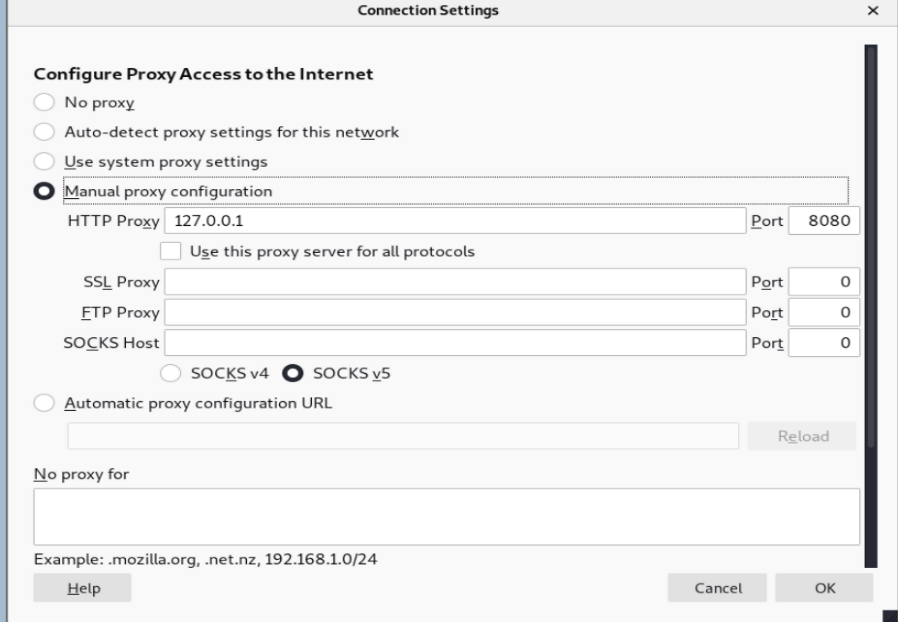 Connection Settings ×
Configure Proxy Access to the Internet
No proxy
Auto-detect proxy settings for this network
Use system proxy settings
Manual proxy configuration
HTTP Proxy 127.0.0.1 Port 8080
Use this proxy server for all protocols
SSL Proxy Port 0
FTP Proxy Port 0
SOCKS Host Port 0
SOCKS v4 SOCKS v5
Automatic proxy configuration URL
Reload
No proxy for
Example: .mozilla.org, .net.nz, 192.168.1.0/24
Help Cancel OK